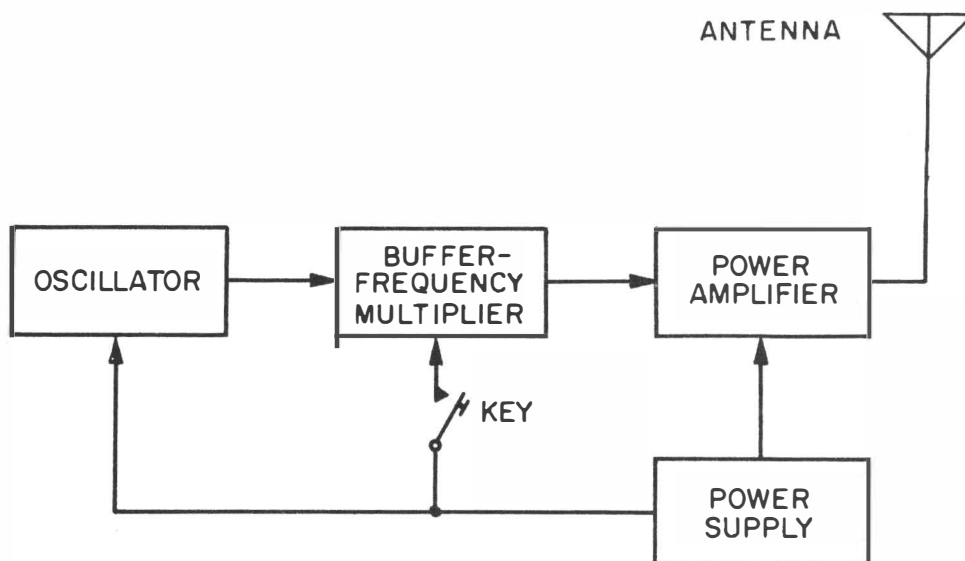 ANTENNA
OSCILLATOR
BUFFER-
FREQUENCY
MULTIPLIER
POWER
AMPLIFIER
KEY
POWER
SUPPLY